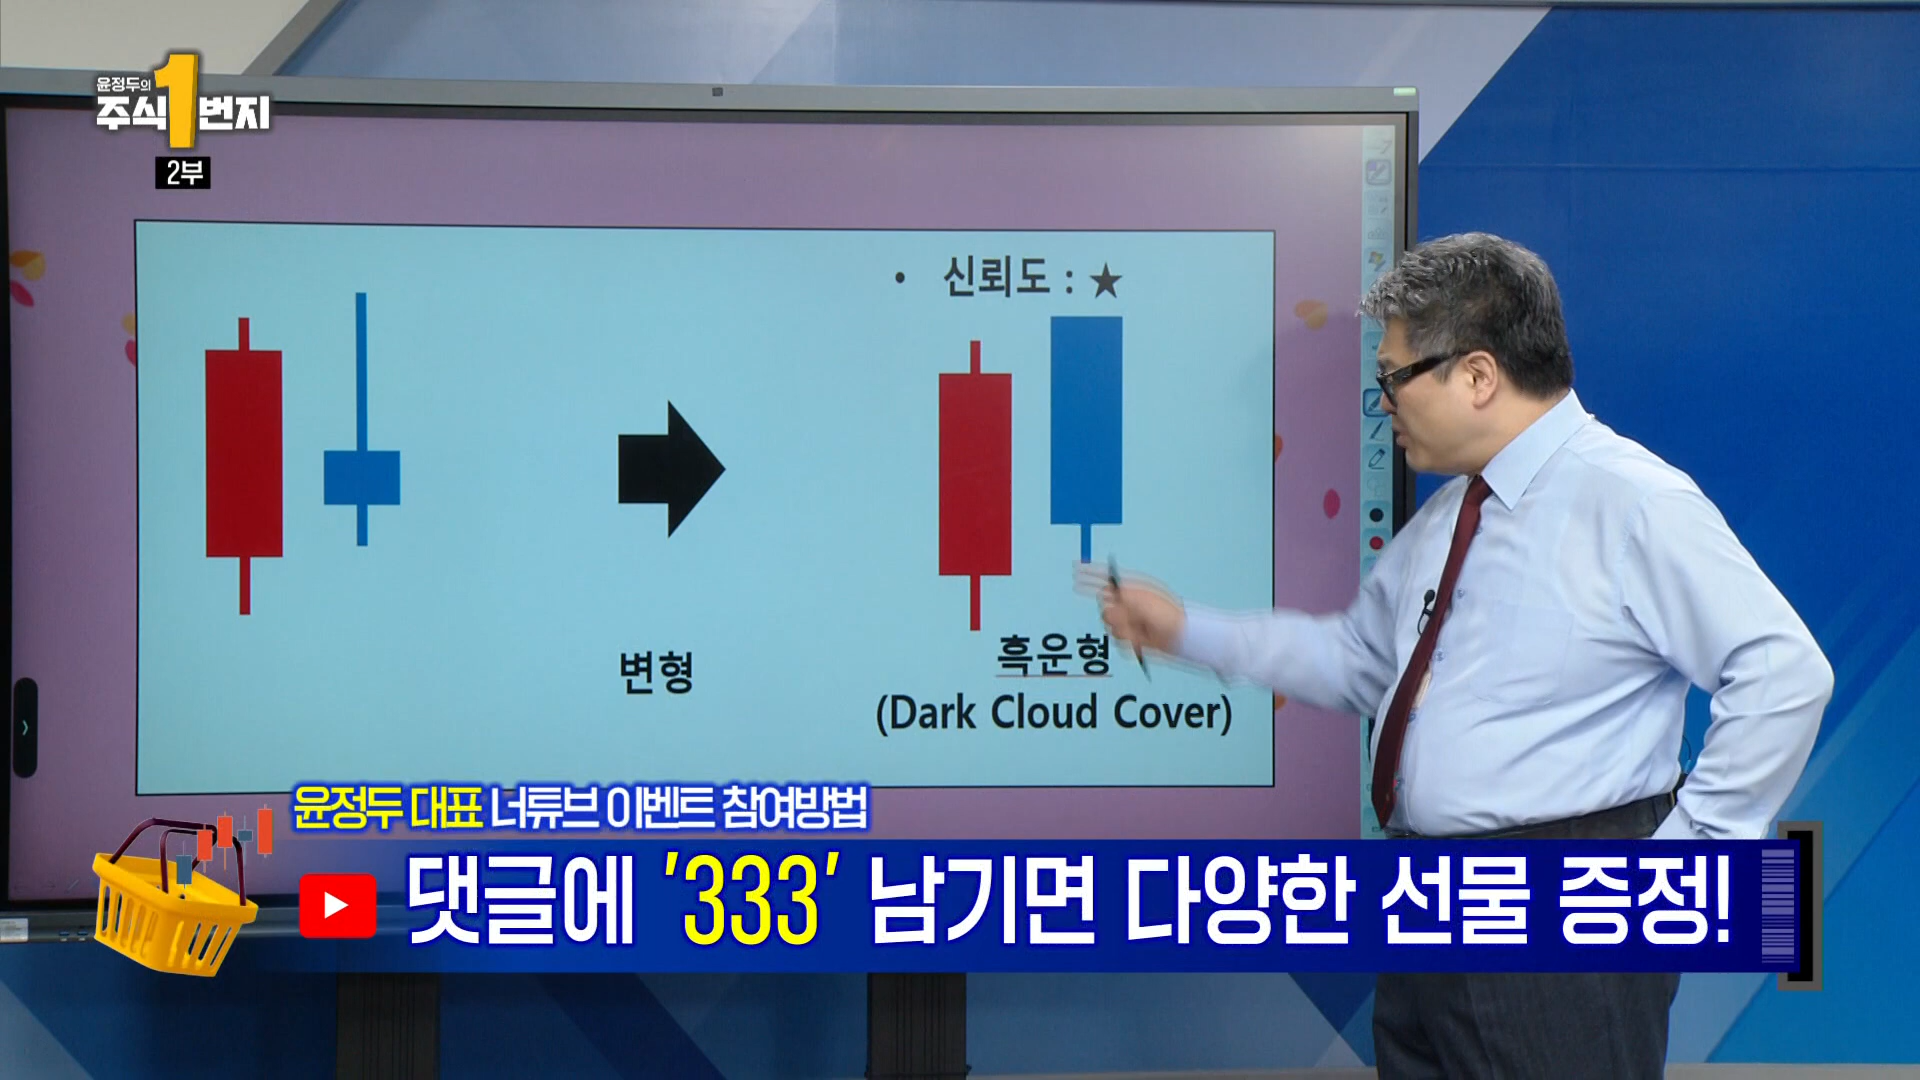 윤정두의
주식1번지
2부
• 신뢰도 : ★
변형
흑운형
(Dark Cloud Cover)
윤정두 대표 너튜브 이벤트 참여방법
댓글에 '333' 남기면 다양한 선물 증정!